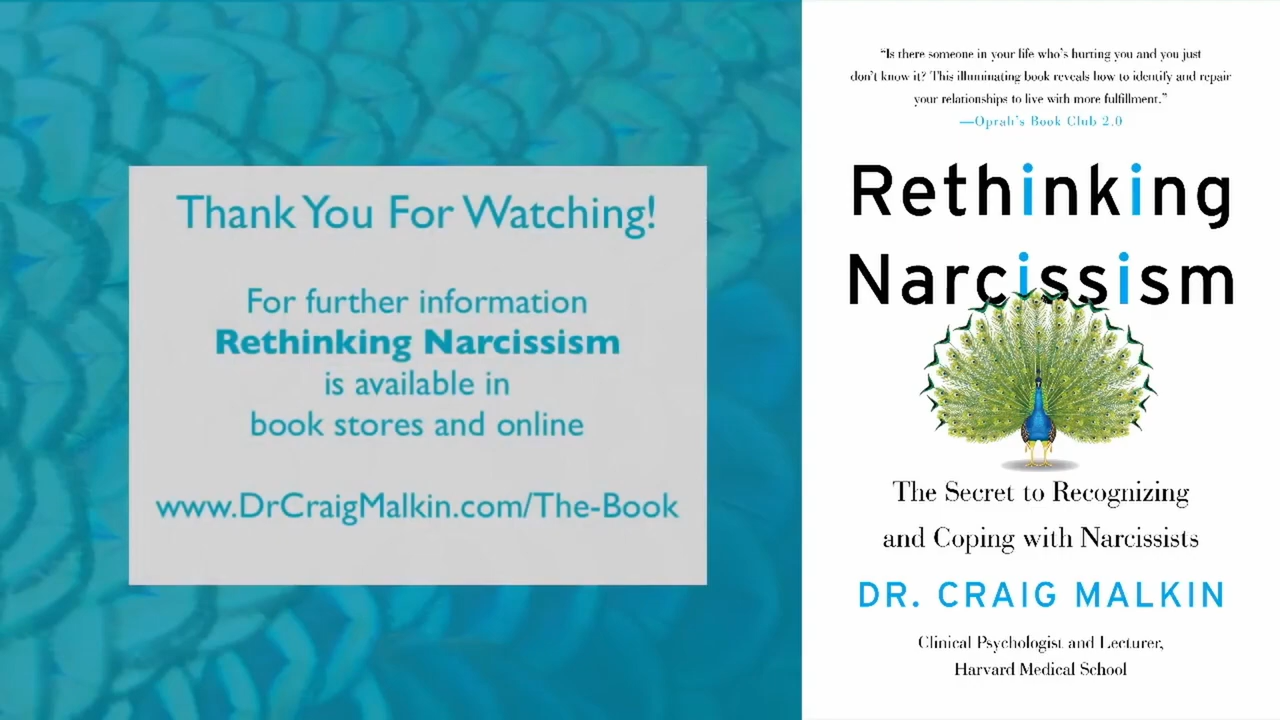 Thank You For Watching!
For further information
Rethinking Narcissism
is available in
book stores and online
www.DrCraigMalkin.com/The-Book
“Is there someone in your life who’s hurting you and you just
don’t know it? This illuminating book reveals how to identify and repair
your relationships to live with more fulfillment.”
—Oprah’s Book Club 2.0
Rethinking
Narcissism
The Secret to Recognizing
and Coping with Narcissists
DR. CRAIG MALKIN
Clinical Psychologist and Lecturer,
Harvard Medical School